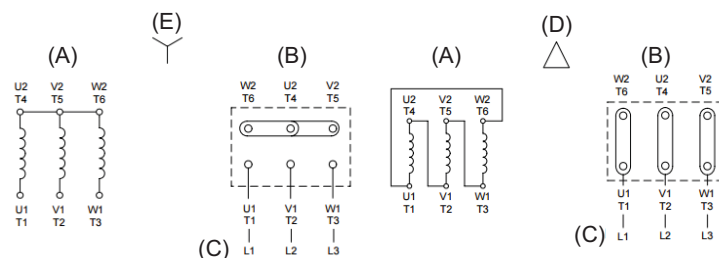 (E)
(D)
(A)
(B)
(A)
(B)
U2 V2 W2
T4 T5 T6
U1 V1 W1
T1 T2 T3
W2 U2 V2
T6 T4 T5
U1 V1 W1
T1 T2 T3
(C)
L1 L2 L3
U2 V2 W2
T4 T5 T6
U1 V1 W1
T1 T2 T3
W2 U2 V2
T6 T4 T5
U1 V1 W1
T1 T2 T3
(C)
L1 L2 L3